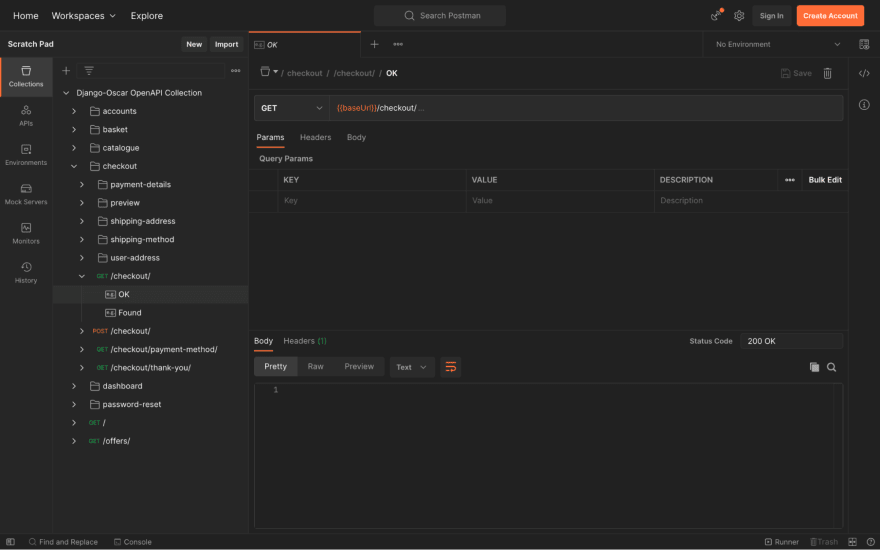 Home Workspaces Explore Search Postman Sign In Create Account
Scratch Pad New Import OK No Environment
Collections
APIs
Environments
Mock Servers
Monitors
History
Django-Oscar OpenAPI Collection
accounts
basket
catalogue
checkout
payment-details
preview
shipping-address
shipping-method
user-address
GET /checkout/
OK
Found
POST /checkout/
GET /checkout/payment-method/
GET /checkout/thank-you/
dashboard
password-reset
GET /
GET /offers/
/ checkout / /checkout/ / OK Save
GET {{baseUrl}}/checkout/ ...
Params Headers Body
Query Params
KEY VALUE DESCRIPTION Bulk Edit
Key Value Description
Body Headers (1) Status Code 200 OK
Pretty Raw Preview Text
1
Find and Replace Console Runner Trash